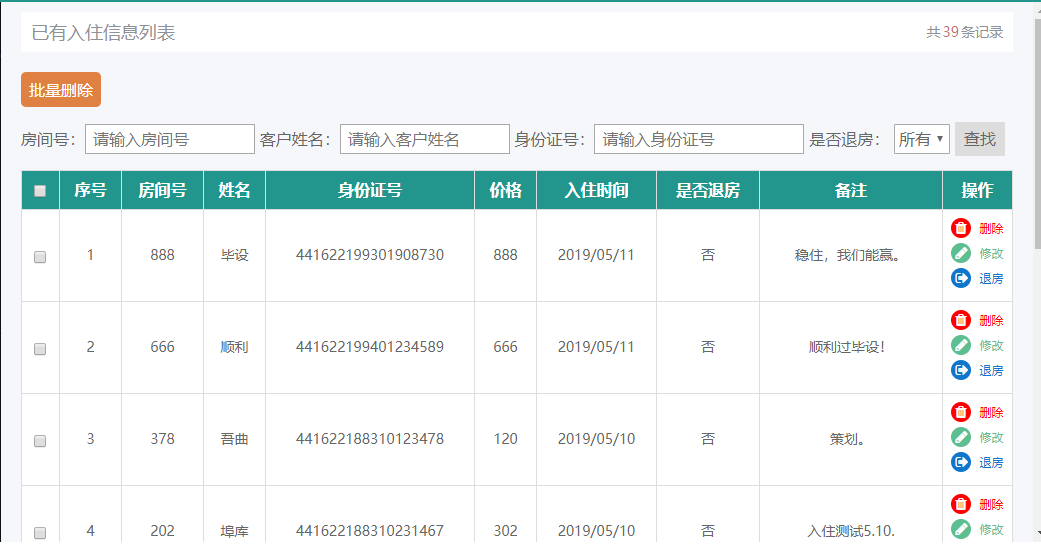 已有入住信息列表 共39条记录
批量删除
房间号： 请输入房间号 客户姓名： 请输入客户姓名 身份证号： 请输入身份证号 是否退房： 所有 查找
序号 房间号 姓名 身份证号 价格 入住时间 是否退房 备注 操作
1 888 毕设 441622199301908730 888 2019/05/11 否 稳住，我们能赢。 删除 修改 退房
2 666 顺利 441622199401234589 666 2019/05/11 否 顺利过毕设！ 删除 修改 退房
3 378 吾曲 441622188310123478 120 2019/05/10 否 策划。 删除 修改 退房
4 202 埠库 441622188310231467 302 2019/05/10 否 入住测试5.10. 删除 修改